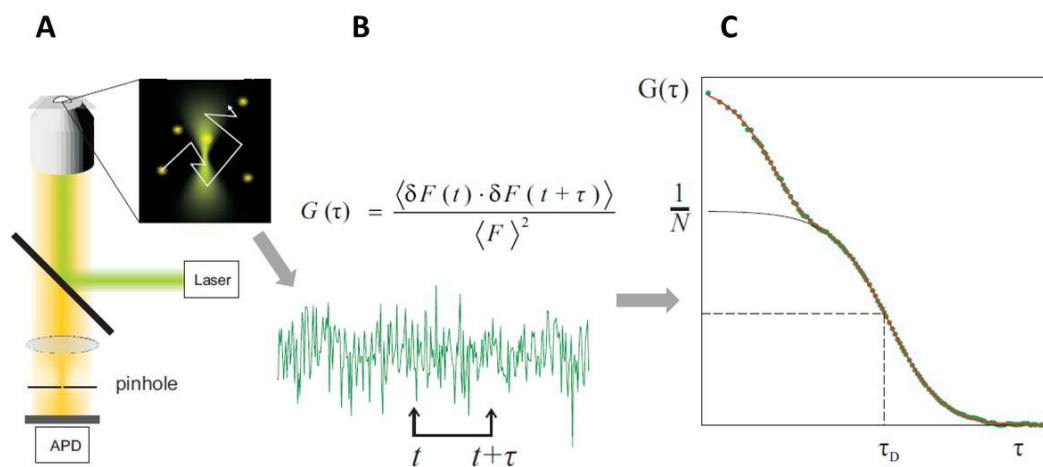 A
B
C
Laser
pinhole
APD
G(τ) = ⟨δF(t)·δF(t+τ)⟩ / ⟨F⟩²
t
t+τ
G(τ)
1/N
τD
τ